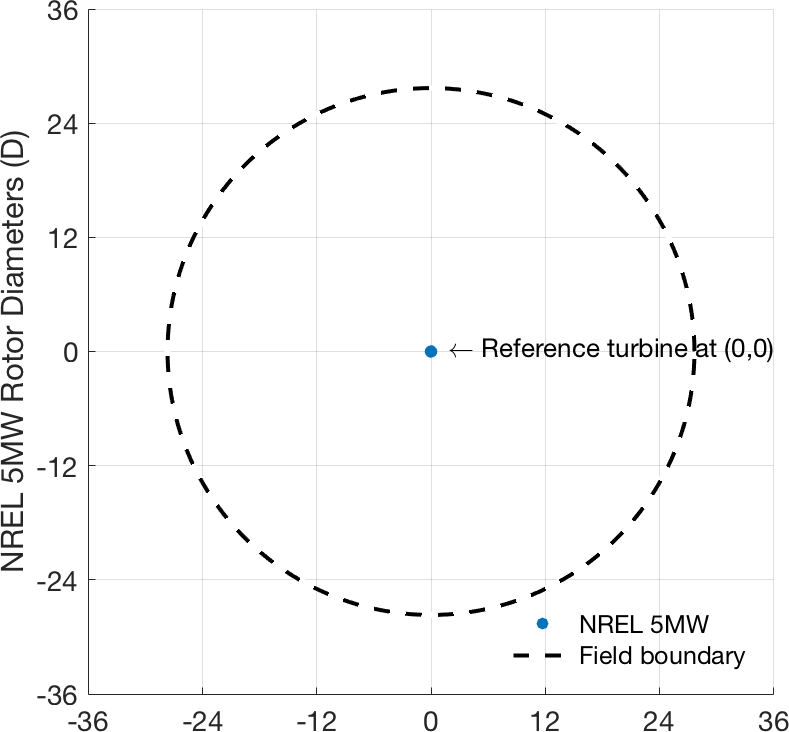 36
24
12
0
-12
-24
-36
NREL 5MW Rotor Diameters (D)
← Reference turbine at (0,0)
NREL 5MW
Field boundary
-36 -24 -12 0 12 24 36